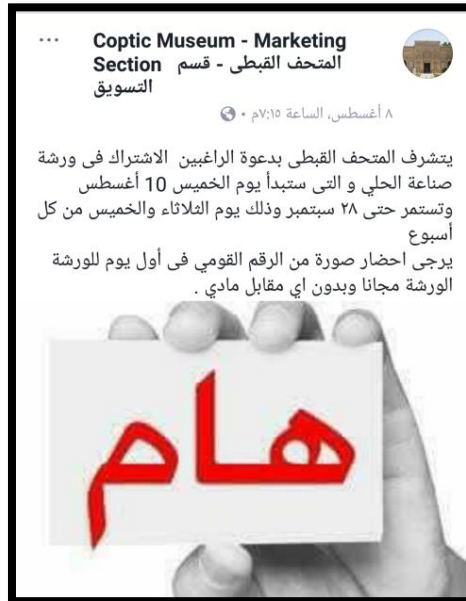 Coptic Museum - Marketing
Section المتحف القبطى - قسم
التسويق
٨ أغسطس، الساعة ٧:١٥م •
يتشرف المتحف القبطى بدعوة الراغبين الاشتراك فى ورشة
صناعة الحلي و التى ستبدأ يوم الخميس 10 أغسطس
وتستمر حتى ٢٨ سبتمبر وذلك يوم الثلاثاء والخميس من كل
أسبوع
يرجى احضار صورة من الرقم القومي فى أول يوم للورشة
الورشة مجانا وبدون اي مقابل مادي .
هام